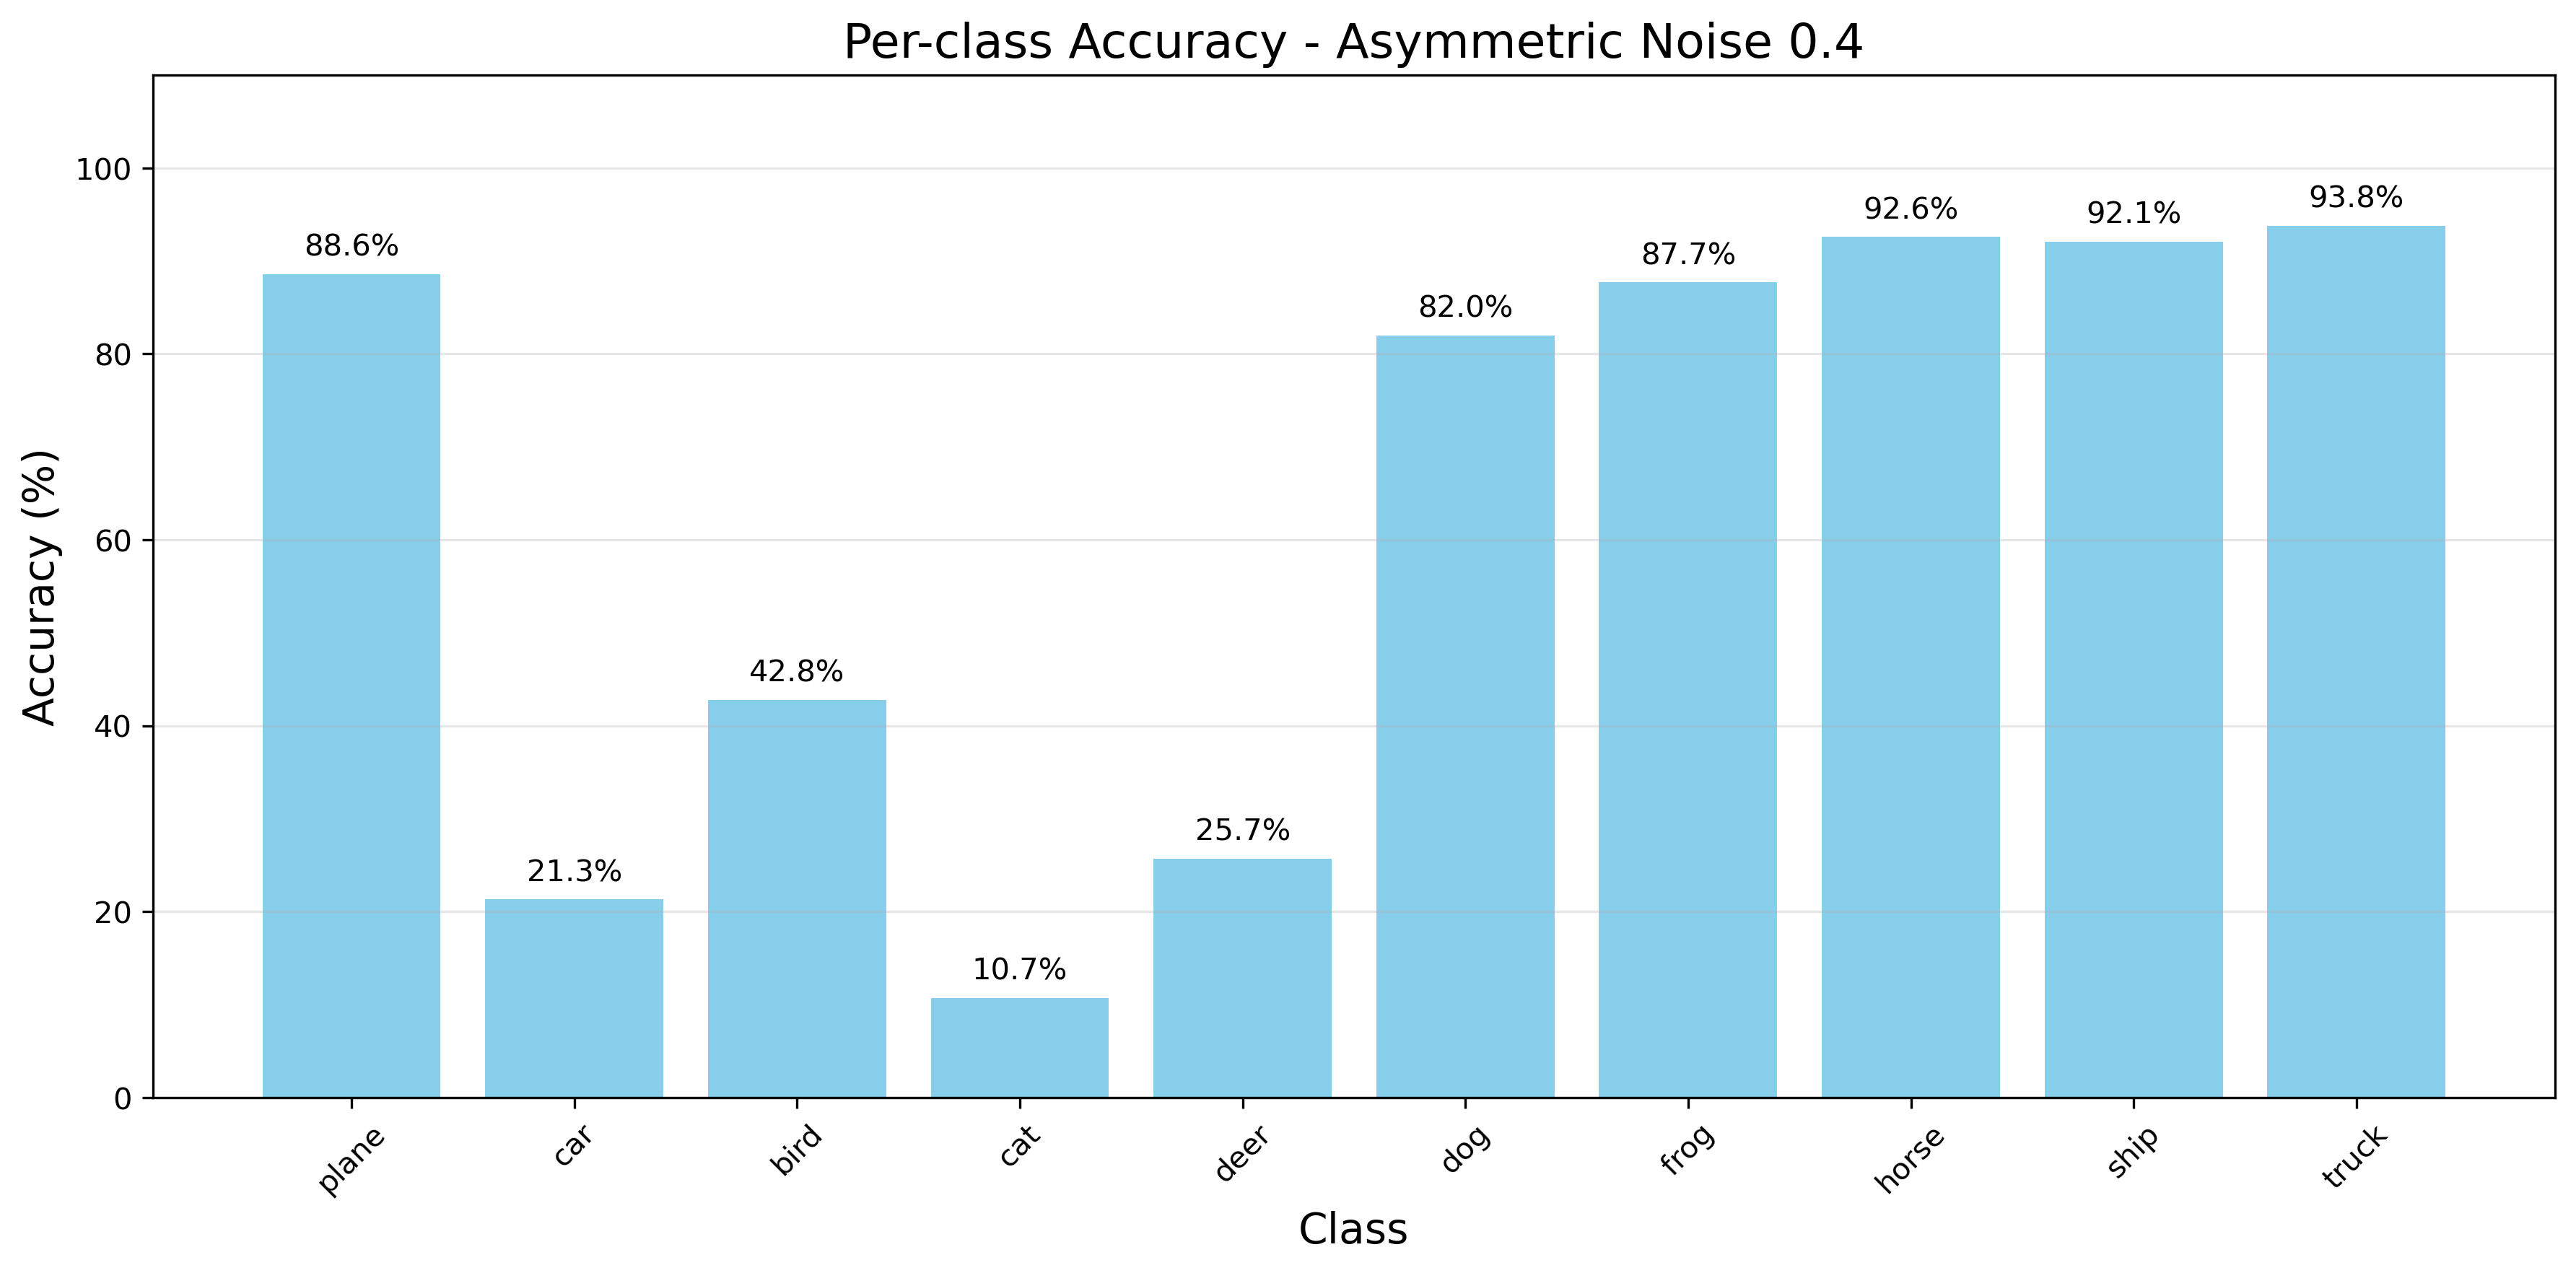 Per-class Accuracy - Asymmetric Noise 0.4
Accuracy (%)
100
80
60
40
20
0
88.6%
21.3%
42.8%
10.7%
25.7%
82.0%
87.7%
92.6%
92.1%
93.8%
plane
car
bird
cat
deer
dog
frog
horse
ship
truck
Class